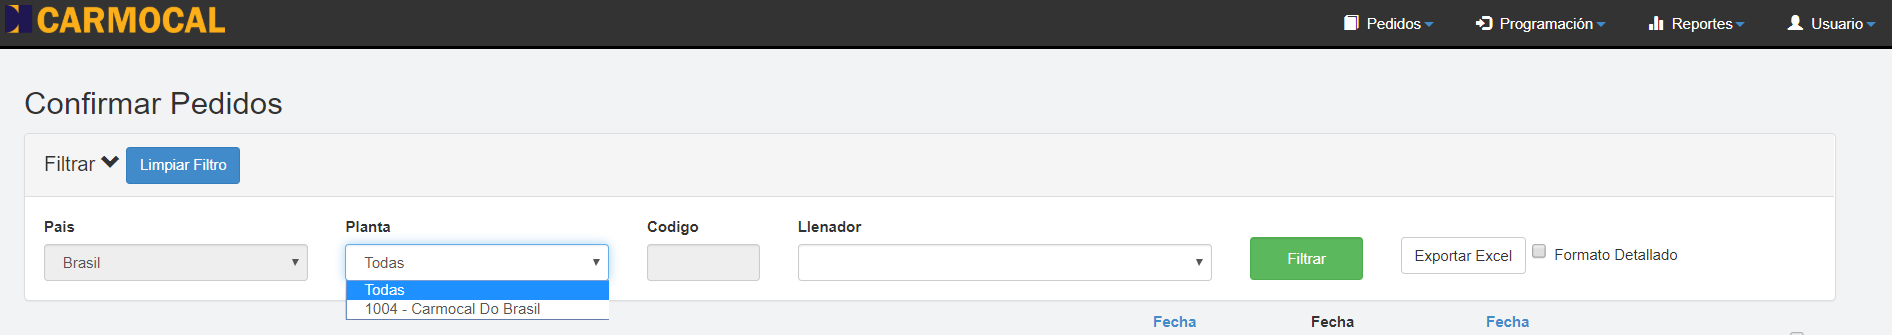 CARMOCAL
Pedidos Programación Reportes Usuario
Confirmar Pedidos
Filtrar Limpiar Filtro
Pais Planta Codigo Llenador
Brasil Todas Filtrar Exportar Excel Formato Detallado
Todas
1004 - Carmocal Do Brasil
Fecha Fecha Fecha